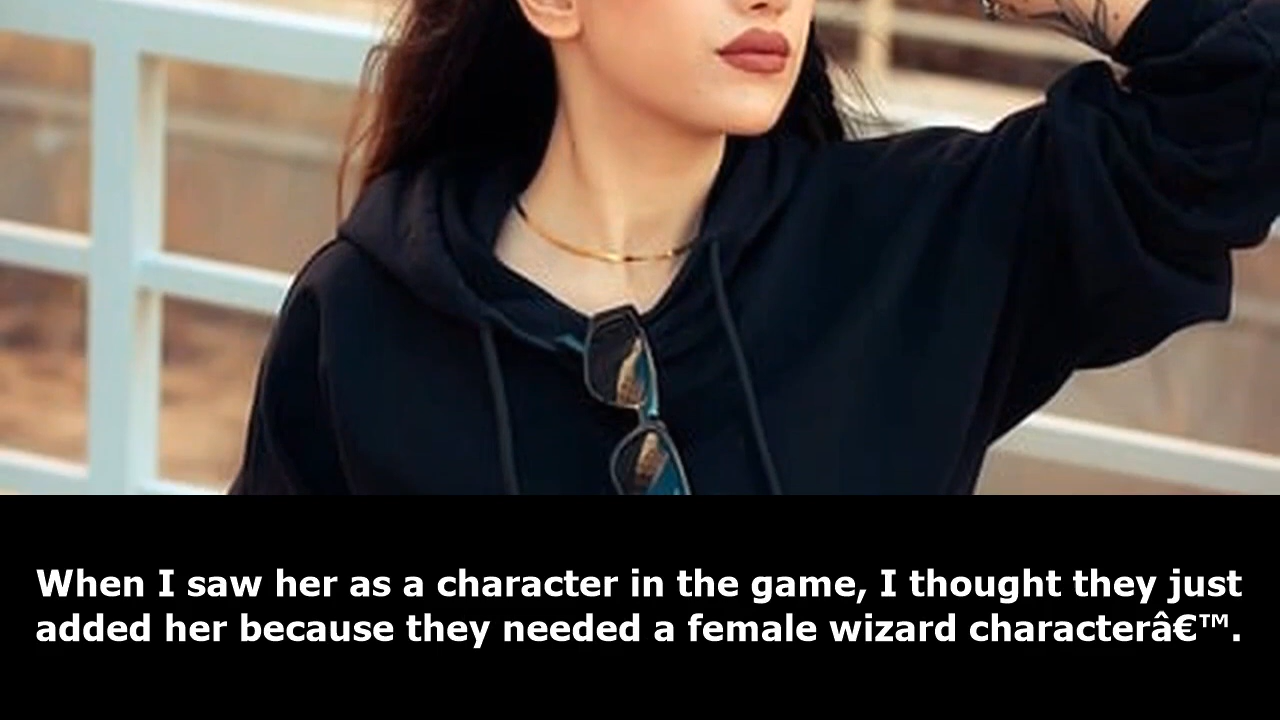 When I saw her as a character in the game, I thought they just
added her because they needed a female wizard characterâ€™.